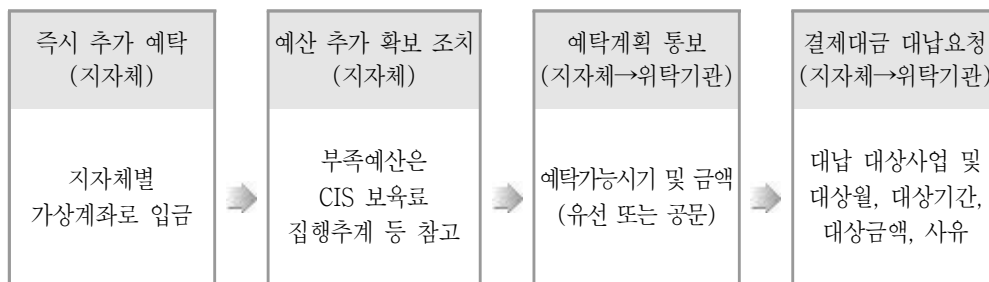 즉시 추가 예탁
(지자체)
지자체별
가상계좌로 입금
예산 추가 확보 조치
(지자체)
부족예산은
CIS 보육료
집행추계 등 참고
예탁계획 통보
(지자체→위탁기관)
예탁가능시기 및 금액
(유선 또는 공문)
결제대금 대납요청
(지자체→위탁기관)
대납 대상사업 및
대상월, 대상기간,
대상금액, 사유